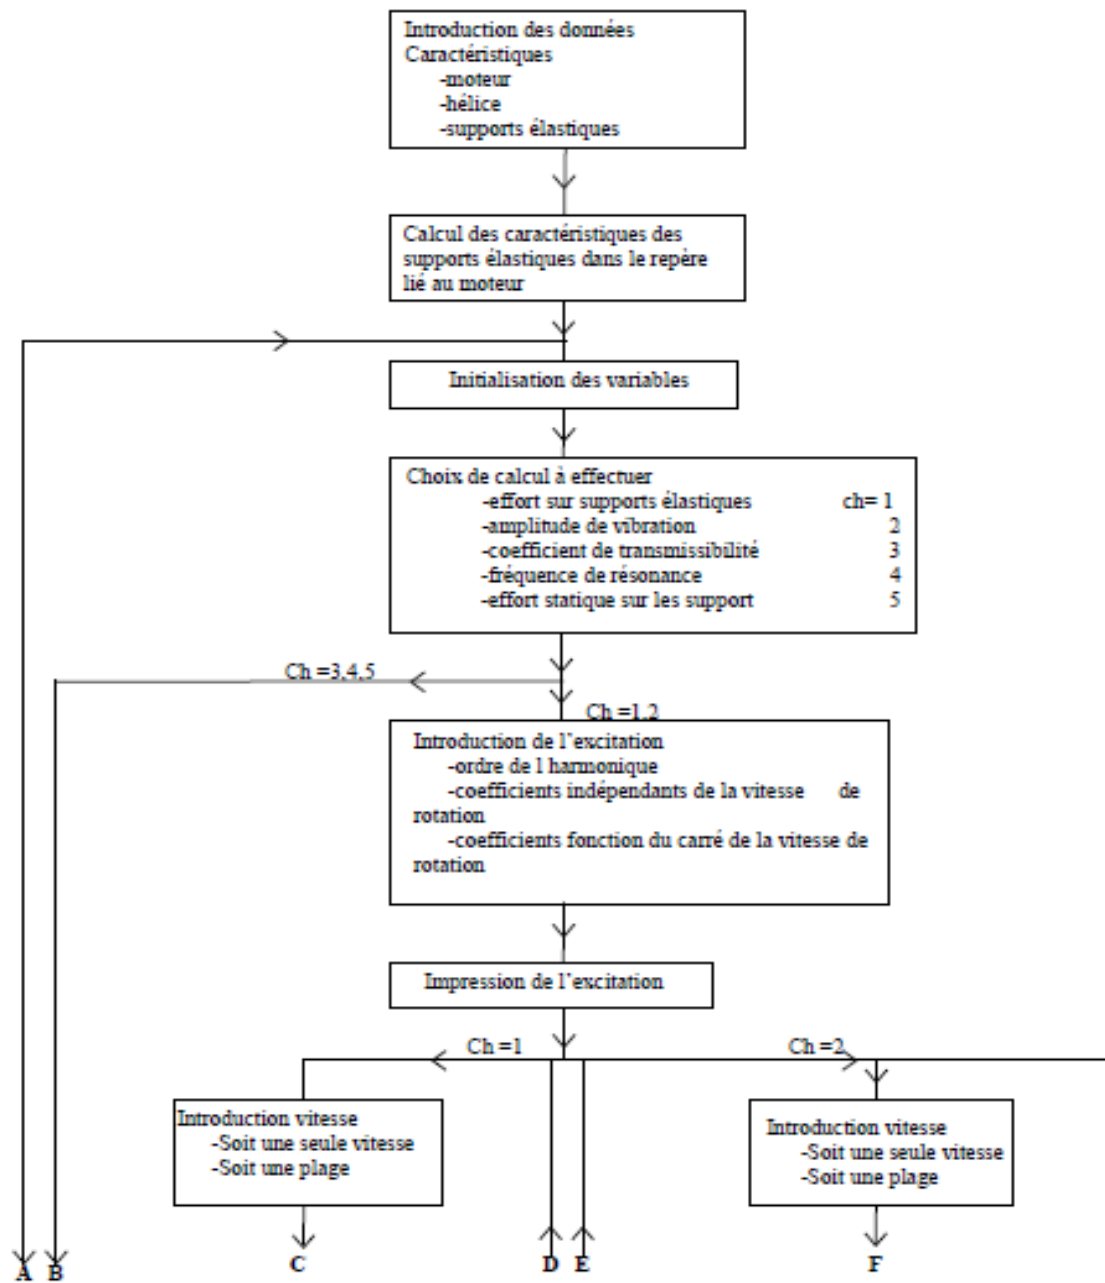 Introduction des données
Caractéristiques
-moteur
-hélice
-supports élastiques
Calcul des caractéristiques des
supports élastiques dans le repère
lié au moteur
Initialisation des variables
Choix de calcul à effectuer
-effort sur supports élastiques ch= 1
-amplitude de vibration 2
-coefficient de transmissibilité 3
-fréquence de résonance 4
-effort statique sur les support 5
Ch =3,4,5
Ch =1,2
Introduction de l’excitation
-ordre de l harmonique
-coefficients indépendants de la vitesse de
rotation
-coefficients fonction du carré de la vitesse de
rotation
Impression de l’excitation
Ch =1
Ch =2
Introduction vitesse
-Soit une seule vitesse
-Soit une plage
Introduction vitesse
-Soit une seule vitesse
-Soit une plage
A B C D E F